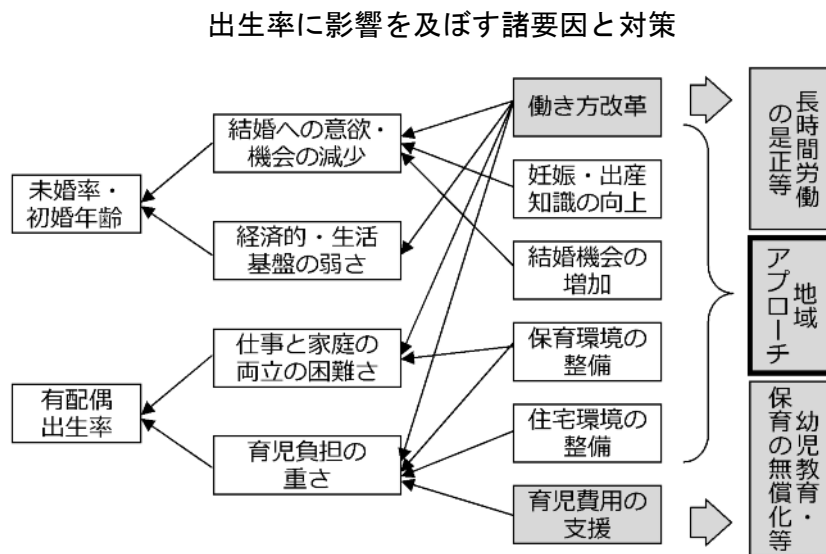 出生率に影響を及ぼす諸要因と対策
未婚率・
初婚年齢
有配偶
出生率
結婚への意欲・
機会の減少
経済的・生活
基盤の弱さ
仕事と家庭の
両立の困難さ
育児負担の
重さ
働き方改革
妊娠・出産
知識の向上
結婚機会の
増加
保育環境の
整備
住宅環境の
整備
育児費用の
支援
長時間労働
の是正等
地域
アプローチ
幼児教育・
保育の無償化等